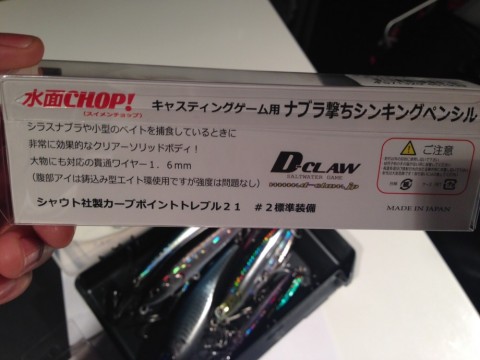 水面CHOP!
(スイメンチョップ)
キャスティングゲーム用 ナブラ撃ちシンキングペンシル
シラスナブラや小型のベイトを捕食しているときに
非常に効果的なクリアーソリッドボディ!
大物にも対応の貫通ワイヤー1.6mm
(腹部アイは鋳込み型エイト環使用ですが強度は問題なし)
シャウト社製カーブポイントトレブル21 #2標準装備
D-CLAW
SALTWATER GAME
ご注意
MADE IN JAPAN